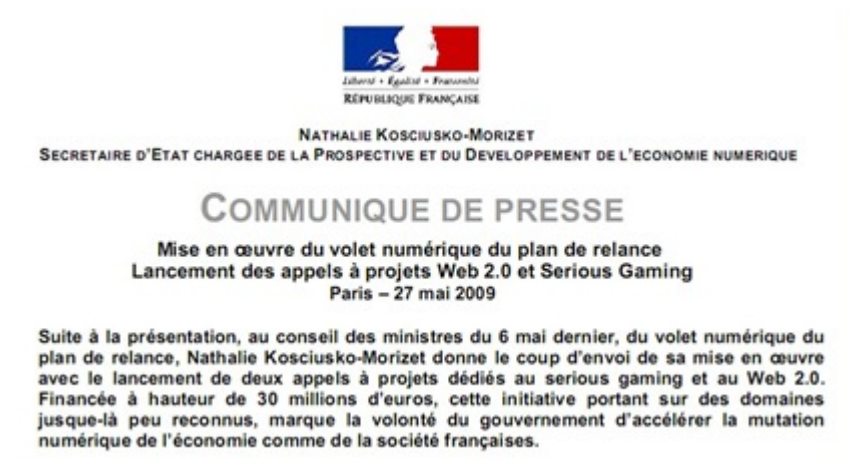 Liberté • Égalité • Fraternité
RÉPUBLIQUE FRANÇAISE
NATHALIE KOSCIUSKO-MORIZET
SECRETAIRE D'ETAT CHARGEE DE LA PROSPECTIVE ET DU DEVELOPPEMENT DE L'ECONOMIE NUMERIQUE
COMMUNIQUE DE PRESSE
Mise en œuvre du volet numérique du plan de relance
Lancement des appels à projets Web 2.0 et Serious Gaming
Paris – 27 mai 2009
Suite à la présentation, au conseil des ministres du 6 mai dernier, du volet numérique du
plan de relance, Nathalie Kosciusko-Morizet donne le coup d'envoi de sa mise en œuvre
avec le lancement de deux appels à projets dédiés au serious gaming et au Web 2.0.
Financée à hauteur de 30 millions d'euros, cette initiative portant sur des domaines
jusque-là peu reconnus, marque la volonté du gouvernement d'accélérer la mutation
numérique de l'économie comme de la société françaises.